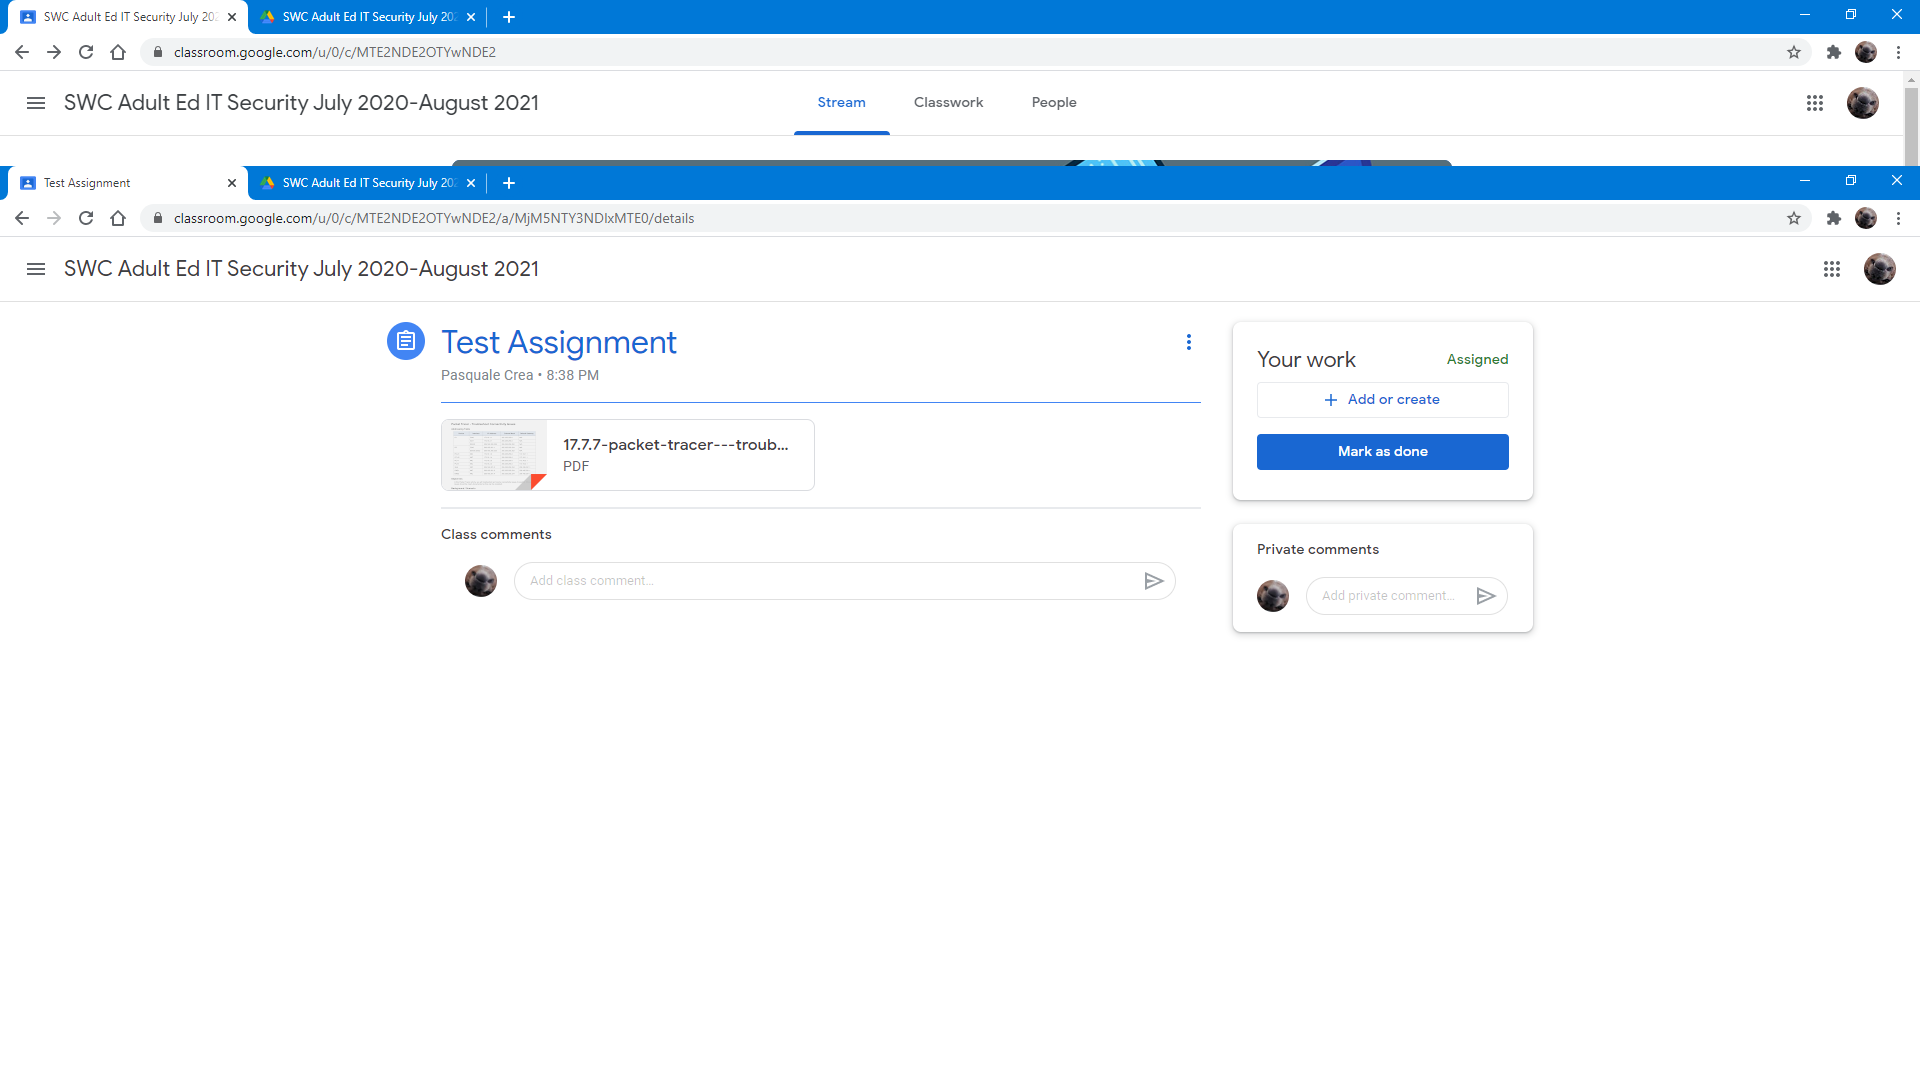 SWC Adult Ed IT Security July 202
SWC Adult Ed IT Security July 202
classroom.google.com/u/0/c/MTE2NDE2OTYwNDE2
SWC Adult Ed IT Security July 2020-August 2021
Stream
Classwork
People
Test Assignment
SWC Adult Ed IT Security July 202
classroom.google.com/u/0/c/MTE2NDE2OTYwNDE2/a/MjM5NTY3NDIxMTE0/details
SWC Adult Ed IT Security July 2020-August 2021
Test Assignment
Pasquale Crea • 8:38 PM
17.7.7-packet-tracer---troub...
PDF
Class comments
Add class comment...
Your work
Assigned
Add or create
Mark as done
Private comments
Add private comment...